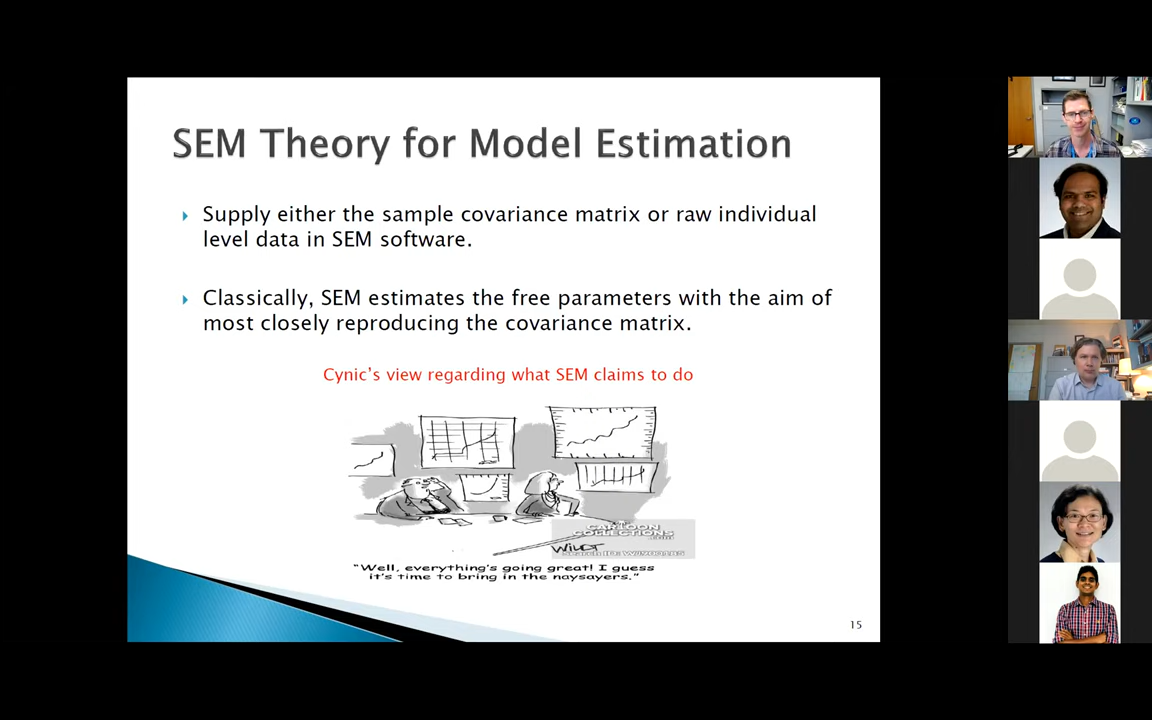 SEM Theory for Model Estimation
Supply either the sample covariance matrix or raw individual
level data in SEM software.
Classically, SEM estimates the free parameters with the aim of
most closely reproducing the covariance matrix.
Cynic’s view regarding what SEM claims to do
CARTOON
COLLECTIONS
.com
WILBT
"Well, everything's going great! I guess
it's time to bring in the naysayers."
15